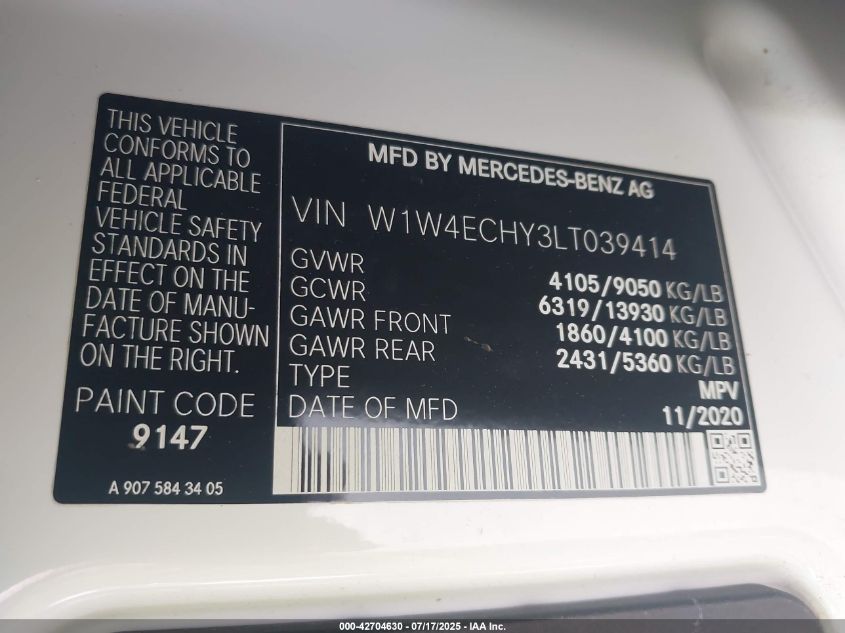 THIS VEHICLE
CONFORMS TO
ALL APPLICABLE
FEDERAL
VEHICLE SAFETY
STANDARDS IN
EFFECT ON THE
DATE OF MANU-
FACTURE SHOWN
ON THE RIGHT.
PAINT CODE
9147
A 907 584 34 05
MFD BY MERCEDES-BENZ AG
VIN W1W4ECHY3LT039414
GVWR 4105/9050 KG/LB
GCWR 6319/13930 KG/LB
GAWR FRONT 1860/4100 KG/LB
GAWR REAR 2431/5360 KG/LB
TYPE MPV
DATE OF MFD 11/2020
000-42704630 - 07/17/2025 - IAA Inc.